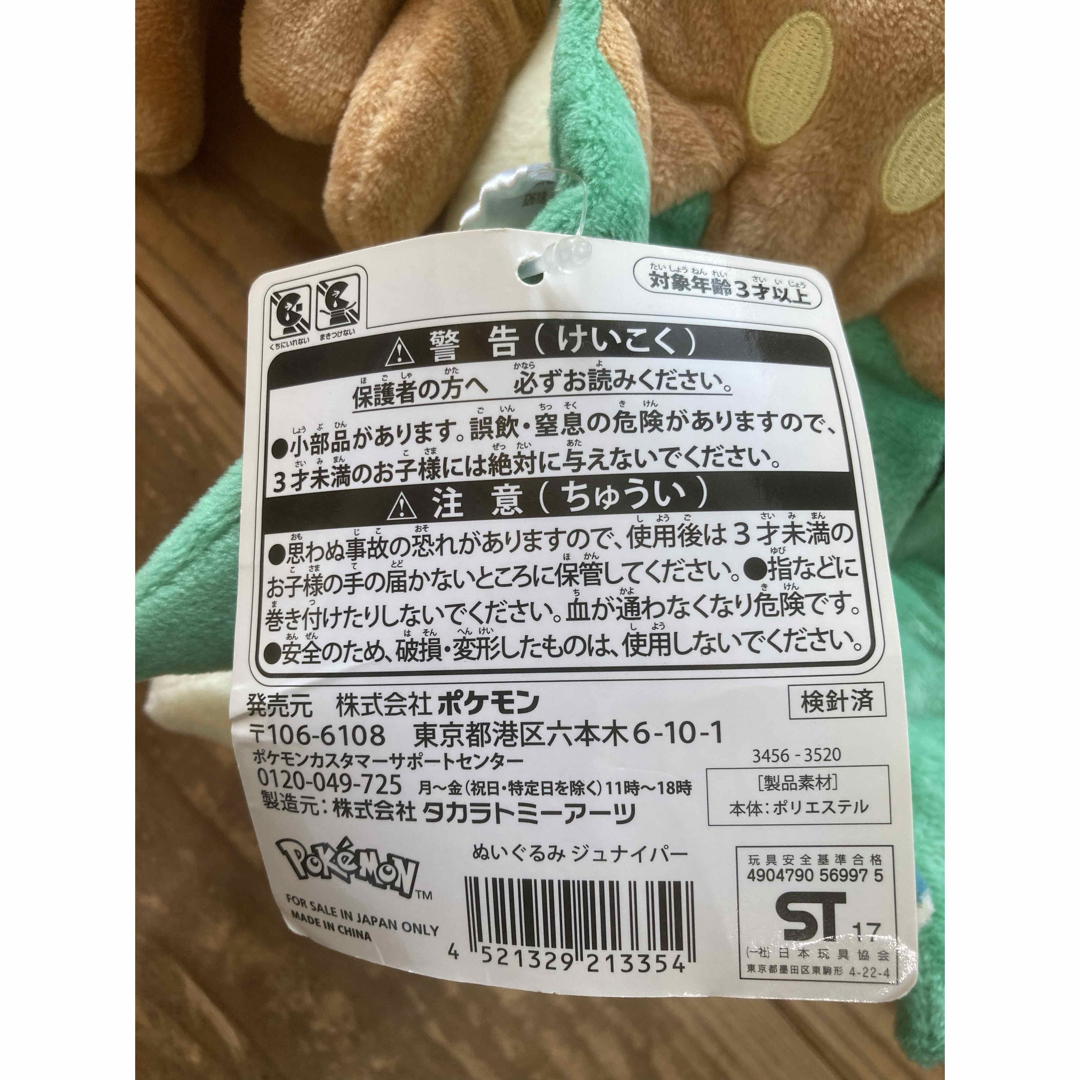 対象年齢3才以上
たいしょうねんれい さいいじょう
くちにいれない まきつけない
警告(けいこく)
保護者の方へ 必ずお読みください。
●小部品があります。誤飲・窒息の危険がありますので、
3才未満のお子様には絶対に与えないでください。
注意(ちゅうい)
●思わぬ事故の恐れがありますので、使用後は3才未満の
お子様の手の届かないところに保管してください。●指などに
巻き付けたりしないでください。血が通わなくなり危険です。
●安全のため、破損・変形したものは、使用しないでください。
発売元 株式会社ポケモン
検針済
〒106-6108 東京都港区六本木6-10-1
ポケモンカスタマーサポートセンター
0120-049-725 月～金(祝日・特定日を除く)11時～18時
製造元:株式会社タカラトミーアーツ
3456-3520
[製品素材]
本体:ポリエステル
POKéMON TM
FOR SALE IN JAPAN ONLY
MADE IN CHINA
ぬいぐるみ ジュナイパー
4 521329 213354
玩具安全基準合格
4904790 56997 5
ST 17
(一社)日本玩具協会
東京都墨田区東駒形 4-22-4